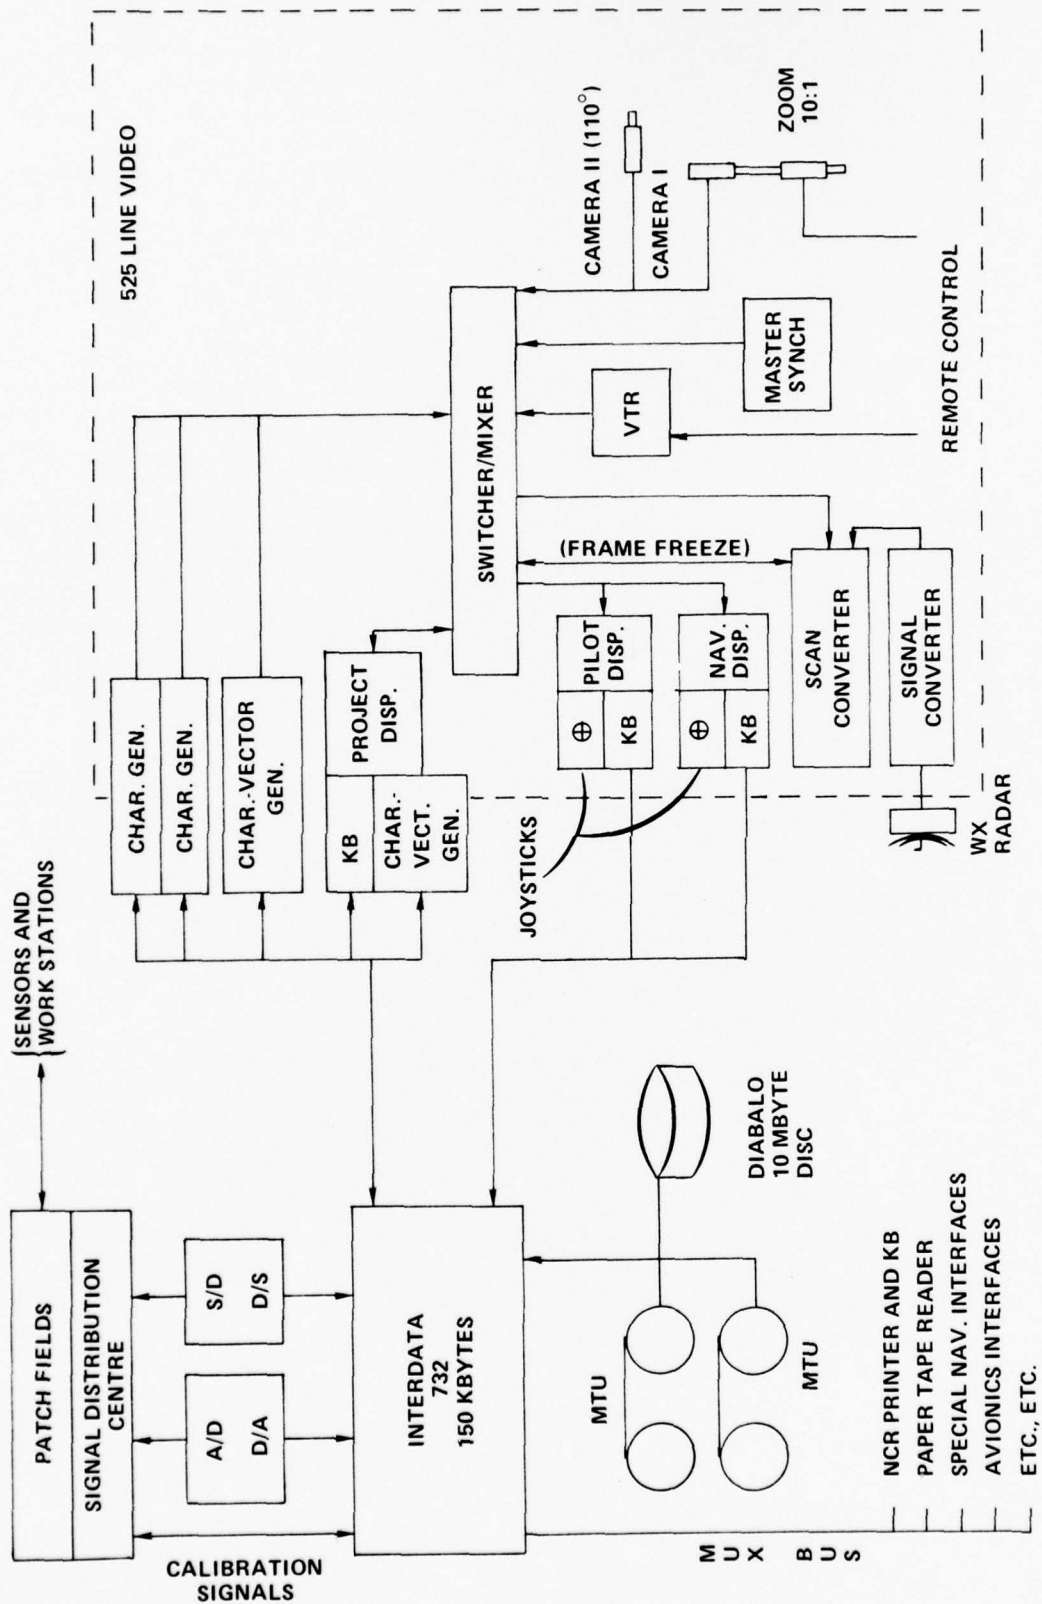 {SENSORS AND
WORK STATIONS
PATCH FIELDS
SIGNAL DISTRIBUTION
CENTRE
CALIBRATION
SIGNALS
A/D
D/A
S/D
D/S
INTERDATA
732
150 KBYTES
MTU
MTU
DIABALO
10 MBYTE
DISC
MUX BUS
NCR PRINTER AND KB
PAPER TAPE READER
SPECIAL NAV. INTERFACES
AVIONICS INTERFACES
ETC., ETC.
525 LINE VIDEO
CHAR. GEN.
CHAR. GEN.
CHAR.-VECTOR
GEN.
KB
CHAR.-
VECT.
GEN.
PROJECT
DISP.
SWITCHER/MIXER
JOYSTICKS
⊕
KB
PILOT
DISP.
⊕
KB
NAV.
DISP.
(FRAME FREEZE)
SCAN
CONVERTER
SIGNAL
CONVERTER
WX
RADAR
VTR
MASTER
SYNCH
REMOTE CONTROL
CAMERA II (110°)
CAMERA I
ZOOM
10:1